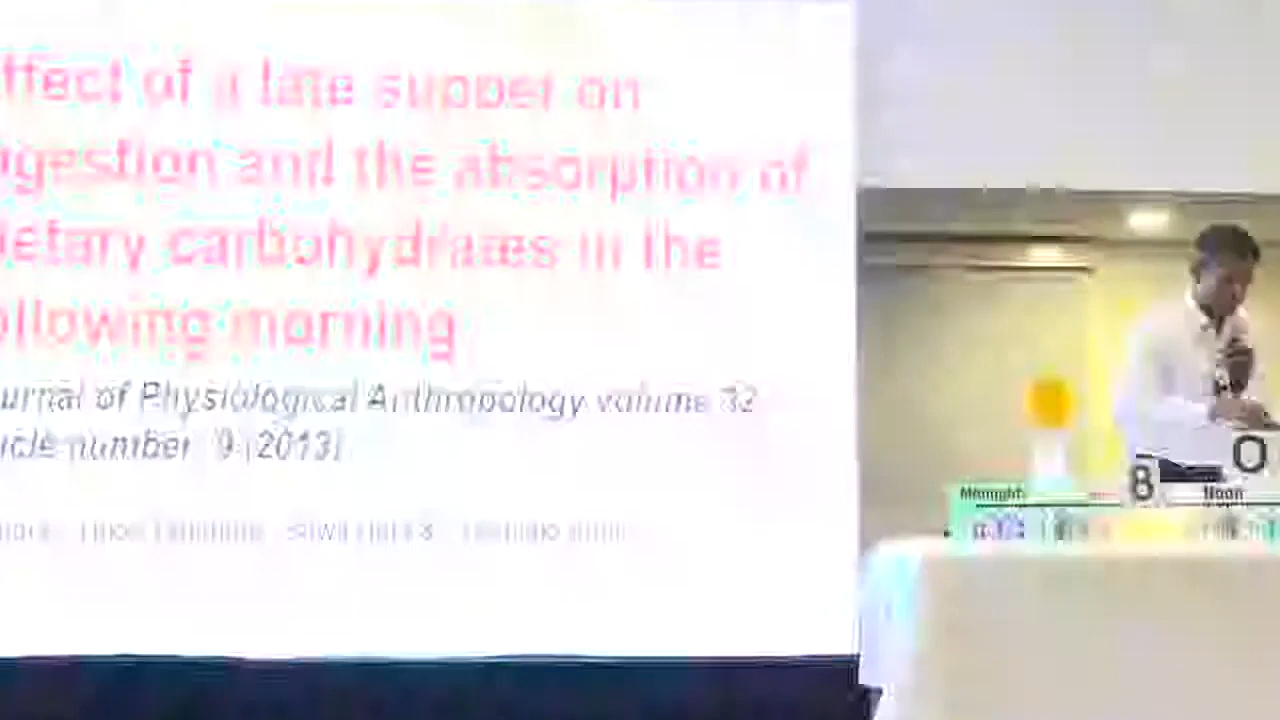 ffect of a late supper on
igestion and the absorption of
ietary carbohydrates in the
ollowing morning
urnal of Physiological Anthropology volume 32
icle number: 9 (2013)
Midnight
8
Noon
O